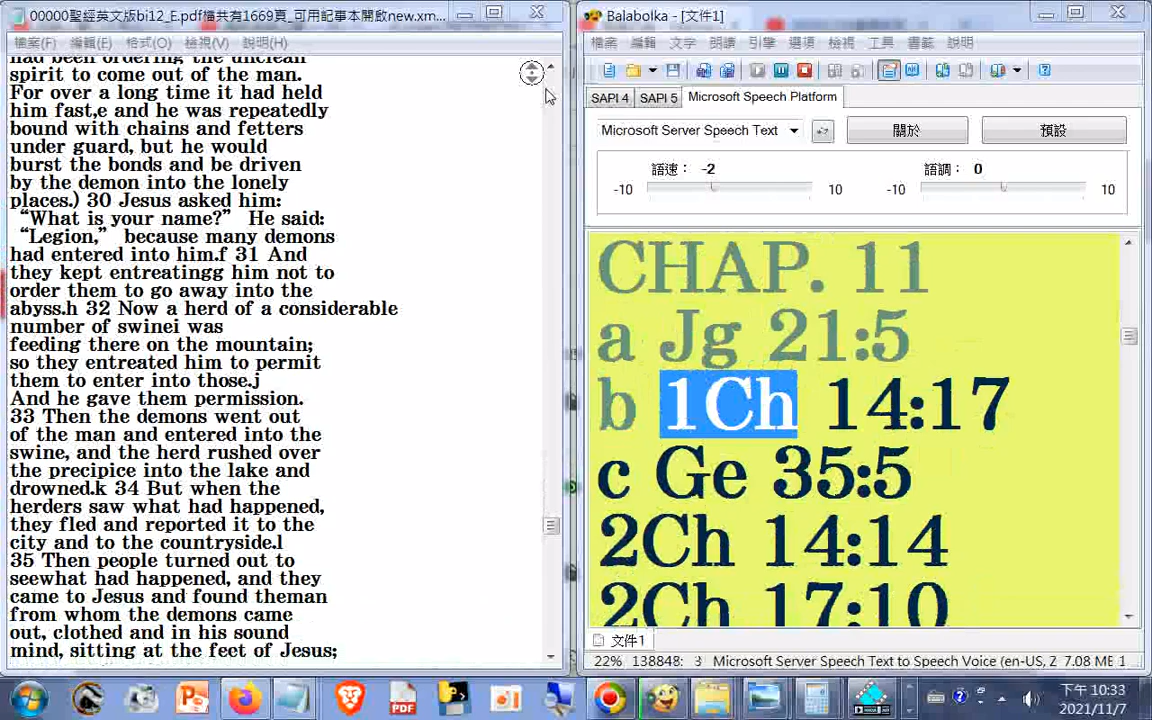 00000聖經英文版bi12_E.pdf檔共有1669頁_可用記事本開啟new.xm...
檔案(F) 編輯(E) 格式(O) 檢視(V) 說明(H)
had been ordering the unclean
spirit to come out of the man.
For over a long time it had held
him fast,e and he was repeatedly
bound with chains and fetters
under guard, but he would
burst the bonds and be driven
by the demon into the lonely
places.) 30 Jesus asked him:
“What is your name?” He said:
“Legion,” because many demons
had entered into him.f 31 And
they kept entreatingg him not to
order them to go away into the
abyss.h 32 Now a herd of a considerable
number of swinei was
feeding there on the mountain;
so they entreated him to permit
them to enter into those.j
And he gave them permission.
33 Then the demons went out
of the man and entered into the
swine, and the herd rushed over
the precipice into the lake and
drowned.k 34 But when the
herders saw what had happened,
they fled and reported it to the
city and to the countryside.l
35 Then people turned out to
seewhat had happened, and they
came to Jesus and found theman
from whom the demons came
out, clothed and in his sound
mind, sitting at the feet of Jesus;
Balabolka - [文件1]
檔案 編輯 文字 朗讀 引擎 選項 檢視 工具 書籤 說明
SAPI 4 SAPI 5 Microsoft Speech Platform
Microsoft Server Speech Text 關於 預設
語速： -2 語調： 0
-10 10 -10 10
CHAP. 11
a Jg 21:5
b 1Ch 14:17
c Ge 35:5
2Ch 14:14
2Ch 17:10
文件1
22% 138848: 3 Microsoft Server Speech Text to Speech Voice (en-US, Z 7.08 MB 1
PDF
下午 10:33
2021/11/7